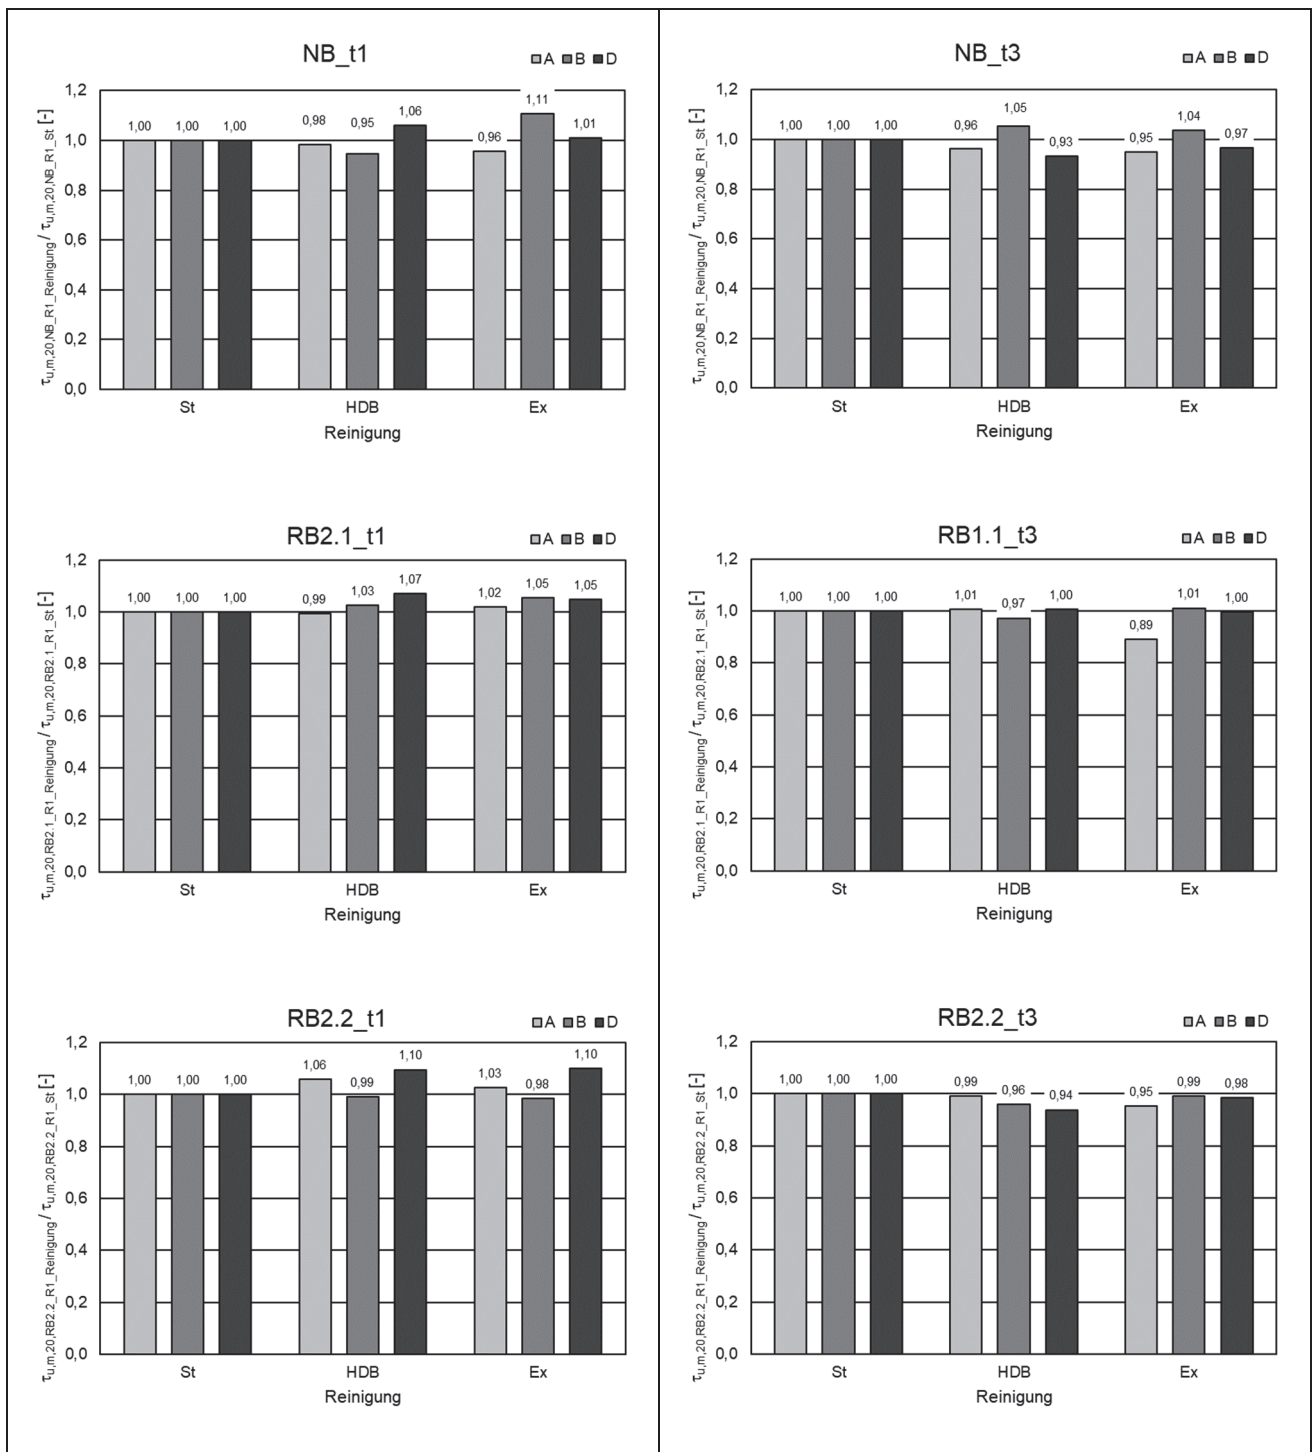 NB_t1
A B D
τu,m,20,NB_R1_Reinigung / τu,m,20,NB_R1_St [-]
1,2
1,0
0,8
0,6
0,4
0,2
0,0
1,00 1,00 1,00 0,98 0,95 1,06 0,96 1,11 1,01
St HDB Ex
Reinigung
NB_t3
A B D
τu,m,20,NB_R1_Reinigung / τu,m,20,NB_R1_St [-]
1,2
1,0
0,8
0,6
0,4
0,2
0,0
1,00 1,00 1,00 0,96 1,05 0,93 0,95 1,04 0,97
St HDB Ex
Reinigung
RB2.1_t1
A B D
τu,m,20,RB2.1_R1_Reinigung / τu,m,20,RB2.1_R1_St [-]
1,2
1,0
0,8
0,6
0,4
0,2
0,0
1,00 1,00 1,00 0,99 1,03 1,07 1,02 1,05 1,05
St HDB Ex
Reinigung
RB1.1_t3
A B D
τu,m,20,RB2.1_R1_Reinigung / τu,m,20,RB2.1_R1_St [-]
1,2
1,0
0,8
0,6
0,4
0,2
0,0
1,00 1,00 1,00 1,01 0,97 1,00 0,89 1,01 1,00
St HDB Ex
Reinigung
RB2.2_t1
A B D
τu,m,20,RB2.2_R1_Reinigung / τu,m,20,RB2.2_R1_St [-]
1,2
1,0
0,8
0,6
0,4
0,2
0,0
1,00 1,00 1,00 1,06 0,99 1,10 1,03 0,98 1,10
St HDB Ex
Reinigung
RB2.2_t3
A B D
τu,m,20,RB2.2_R1_Reinigung / τu,m,20,RB2.2_R1_St [-]
1,2
1,0
0,8
0,6
0,4
0,2
0,0
1,00 1,00 1,00 0,99 0,96 0,94 0,95 0,99 0,98
St HDB Ex
Reinigung